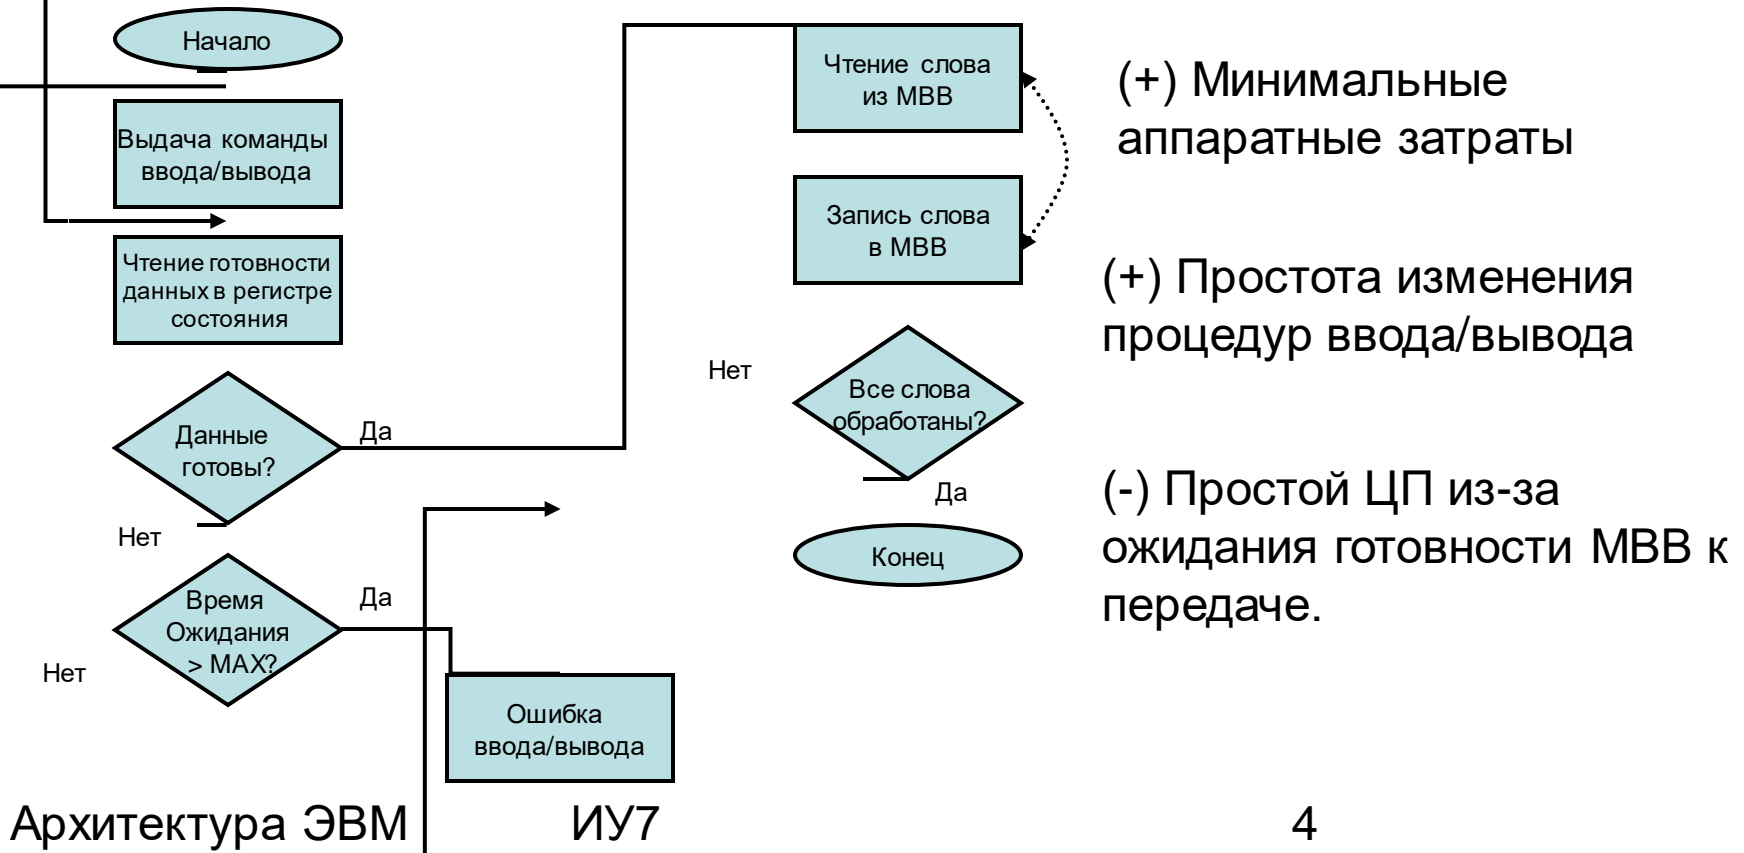 Начало
Выдача команды
ввода/вывода
Чтение готовности
данных в регистре
состояния
Данные
готовы?
Да
Нет
Время
Ожидания
> MAX?
Да
Нет
Ошибка
ввода/вывода
Чтение слова
из МВВ
Запись слова
в МВВ
Нет
Все слова
обработаны?
Да
Конец
(+) Минимальные
аппаратные затраты
(+) Простота изменения
процедур ввода/вывода
(-) Простой ЦП из-за
ожидания готовности МВВ к
передаче.
Архитектура ЭВМ ИУ7 4